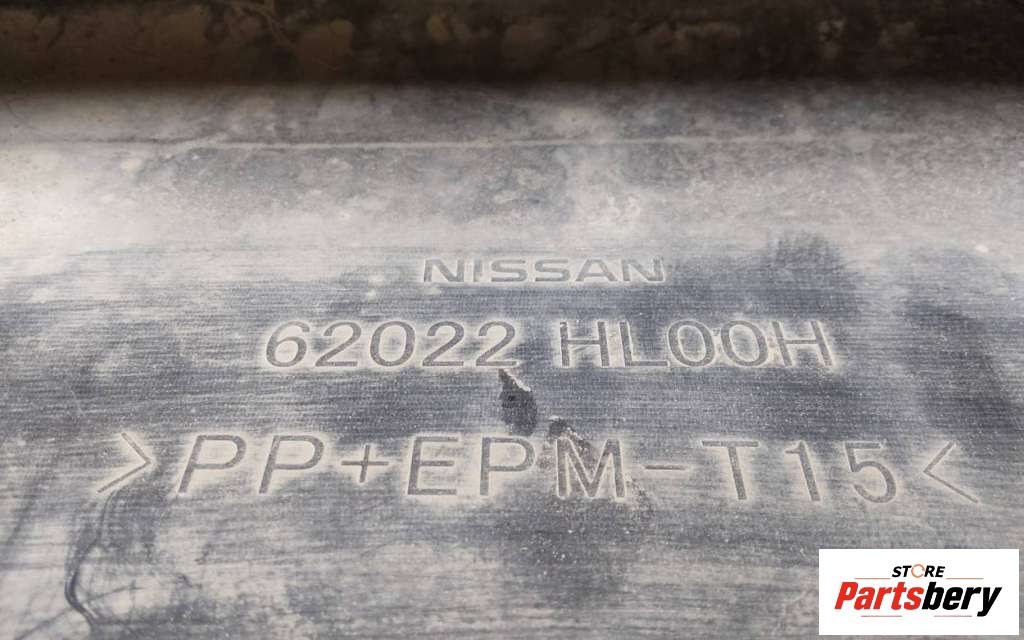 NISSAN
62022 HL00H
>PP+EPM-T15<
STORE
Partsbery